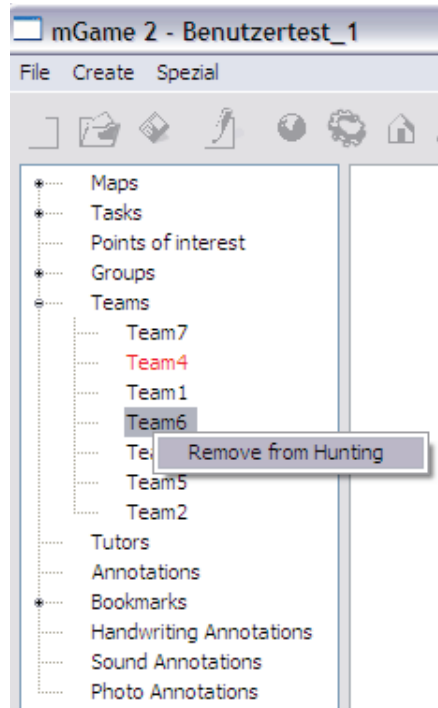 mGame 2 - Benutzertest_1
File Create Spezial
Maps
Tasks
Points of interest
Groups
Teams
Team7
Team4
Team1
Team6
Remove from Hunting
Team5
Team2
Tutors
Annotations
Bookmarks
Handwriting Annotations
Sound Annotations
Photo Annotations